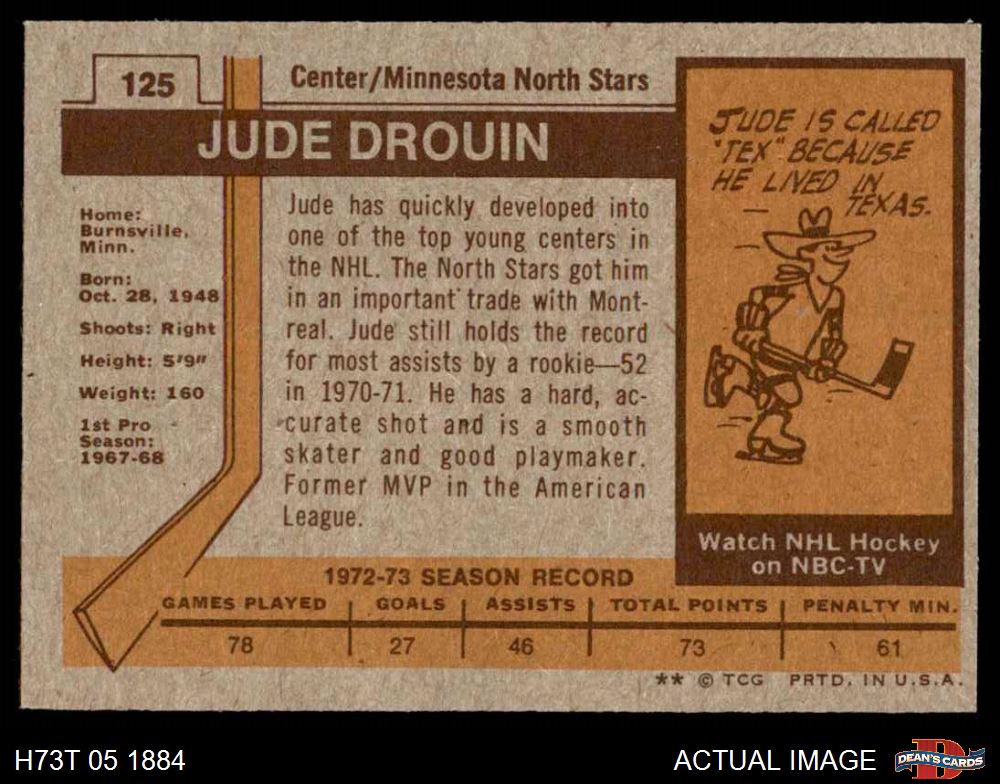 125
Center/Minnesota North Stars
JUDE DROUIN
Home:
Burnsville,
Minn.
Born:
Oct. 28, 1948
Shoots: Right
Height: 5'9"
Weight: 160
1st Pro
Season:
1967-68
Jude has quickly developed into
one of the top young centers in
the NHL. The North Stars got him
in an important trade with Mont-
real. Jude still holds the record
for most assists by a rookie—52
in 1970-71. He has a hard, ac-
curate shot and is a smooth
skater and good playmaker.
Former MVP in the American
League.
JUDE IS CALLED
"TEX" BECAUSE
HE LIVED IN
TEXAS.
Watch NHL Hockey
on NBC-TV
1972-73 SEASON RECORD
GAMES PLAYED GOALS ASSISTS TOTAL POINTS PENALTY MIN.
78 27 46 73 61
** © TCG PRTD. IN U.S.A.
H73T 05 1884
ACTUAL IMAGE
D
DEAN'S CARDS